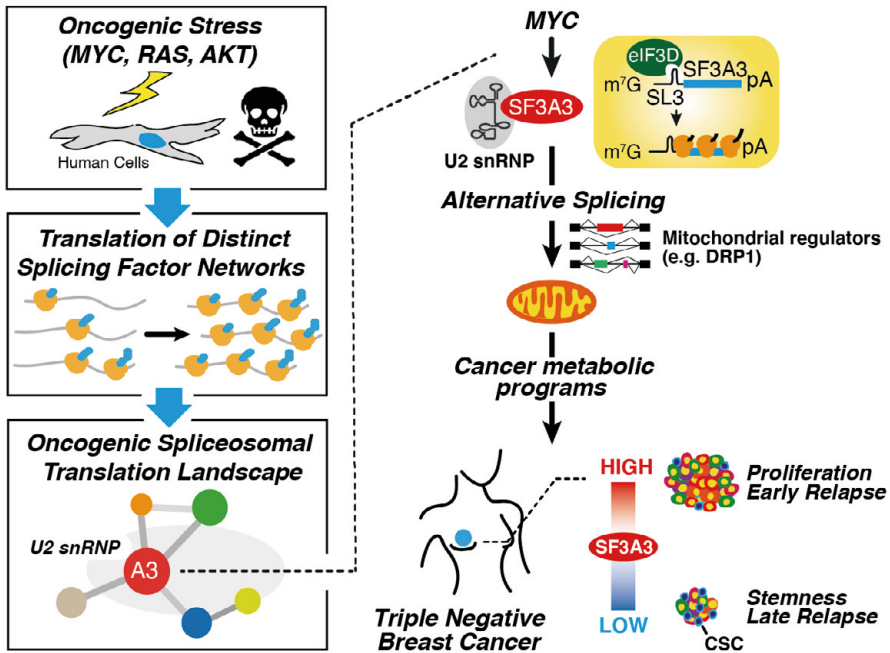 Oncogenic Stress
(MYC, RAS, AKT)
Human Cells
Translation of Distinct
Splicing Factor Networks
Oncogenic Spliceosomal
Translation Landscape
U2 snRNP
A3
MYC
SF3A3
U2 snRNP
eIF3D
m⁷G
SF3A3
pA
SL3
m⁷G
pA
Alternative Splicing
Mitochondrial regulators
(e.g. DRP1)
Cancer metabolic
programs
Triple Negative
Breast Cancer
HIGH
SF3A3
LOW
Proliferation
Early Relapse
Stemness
Late Relapse
CSC